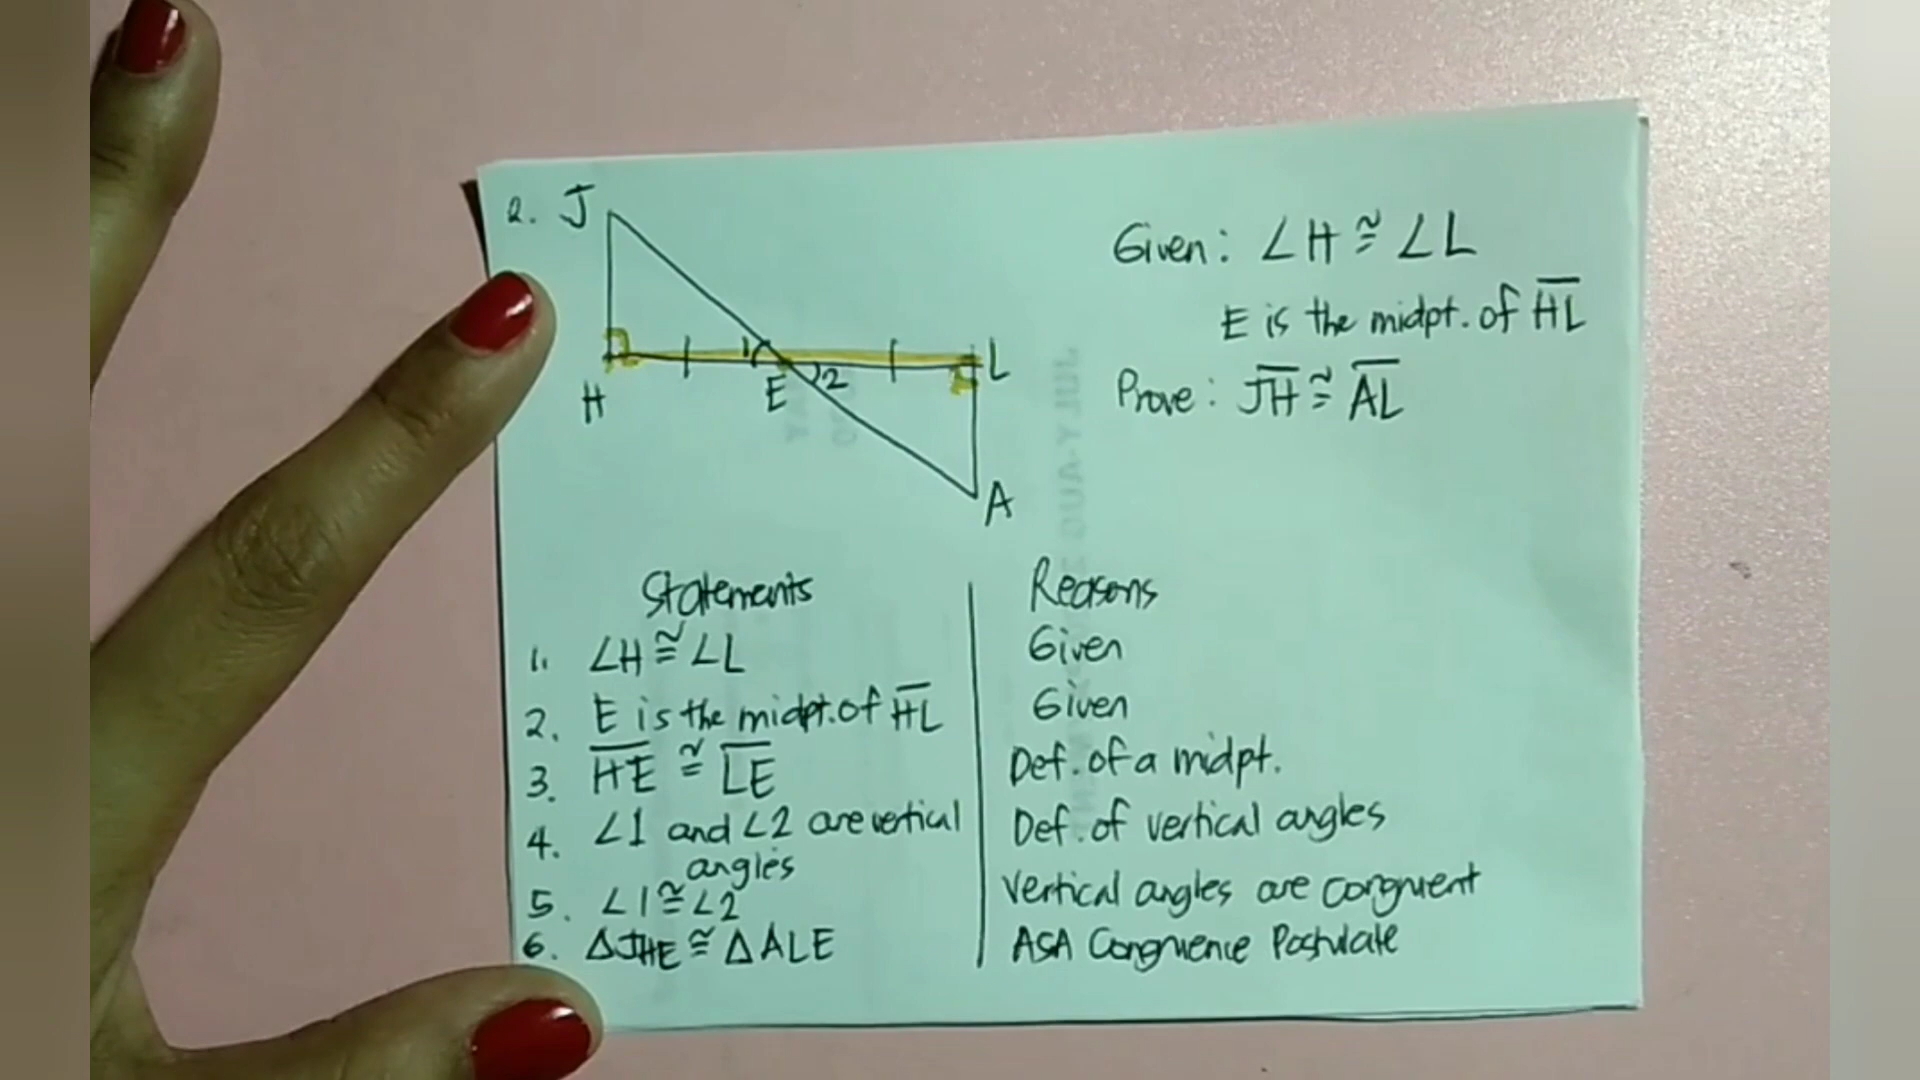 2. J
Given: ∠H ≅ ∠L
E is the midpt. of HL
1
H
E
2
L
Prove: JH ≅ AL
A
Statements
Reasons
1. ∠H ≅ ∠L
Given
2. E is the midpt. of HL
Given
3. HE ≅ LE
Def. of a midpt.
4. ∠1 and ∠2 are vertical
angles
Def. of vertical angles
5. ∠1 ≅ ∠2
Vertical angles are congruent
6. ΔJHE ≅ ΔALE
ASA Congruence Postulate